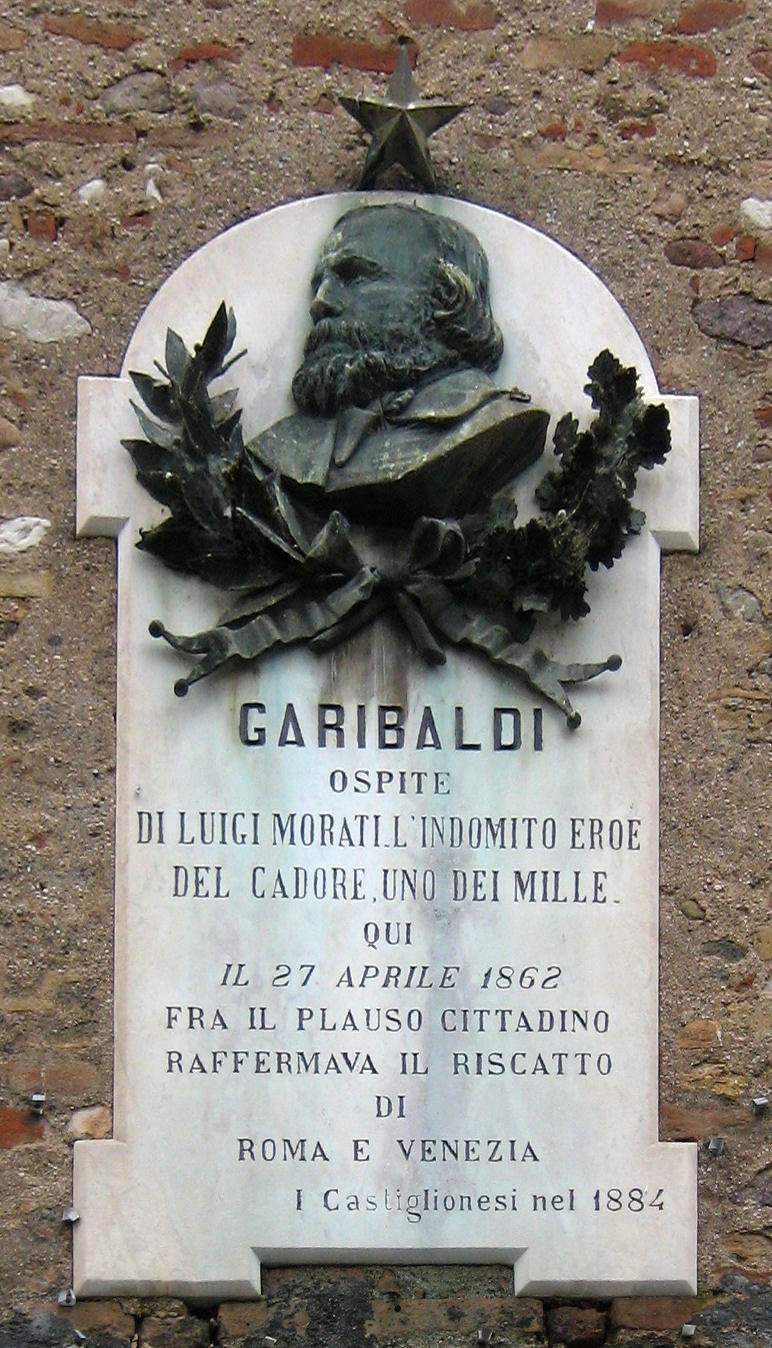 GARIBALDI
OSPITE
DI LUIGI MORATI. L'INDOMITO EROE
DEL CADORE, UNO DEI MILLE.
QUI
IL 27 APRILE 1862
FRA IL PLAUSO CITTADINO
RAFFERMAVA IL RISCATTO
DI
ROMA E VENEZIA
I Castiglionesi nel 1884